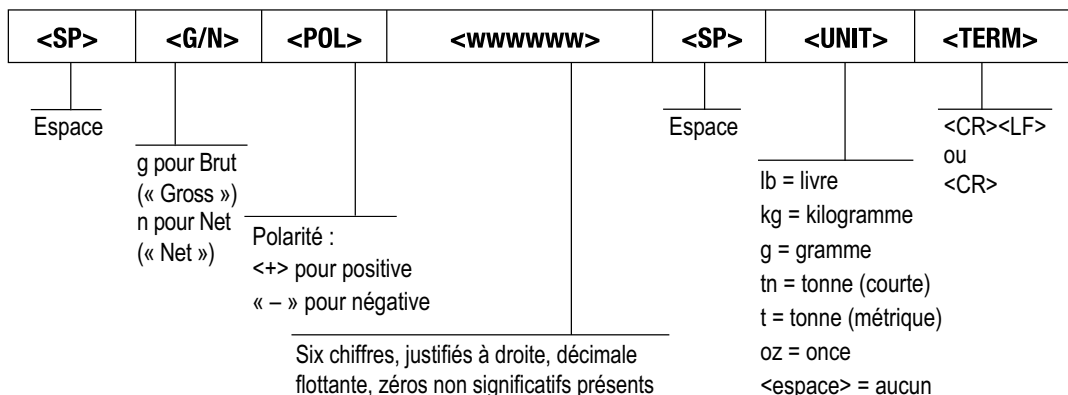 <SP> <G/N> <POL> <wwwwww> <SP> <UNIT> <TERM>
Espace
g pour Brut
(« Gross »)
n pour Net
(« Net »)
Polarité :
<+> pour positive
« – » pour négative
Six chiffres, justifiés à droite, décimale
flottante, zéros non significatifs présents
Espace
lb = livre
kg = kilogramme
g = gramme
tn = tonne (courte)
t = tonne (métrique)
oz = once
<espace> = aucun
<CR><LF>
ou
<CR>